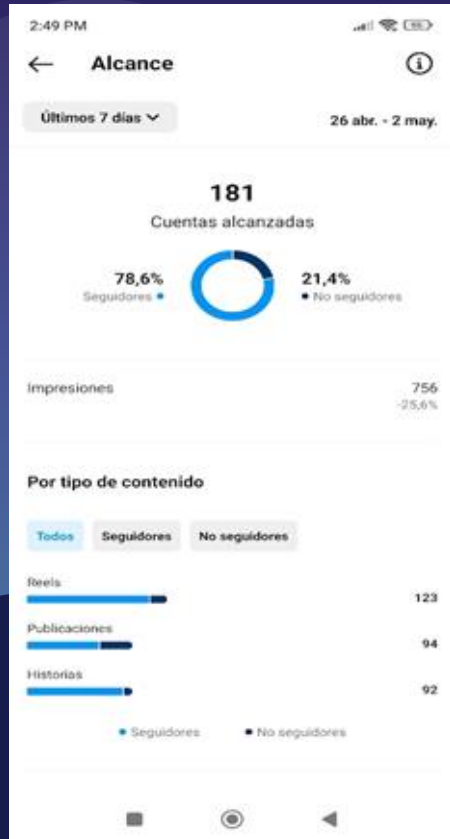 2:49 PM
Alcance
Últimos 7 días
26 abr. - 2 may.
181
Cuentas alcanzadas
78,6%
Seguidores
21,4%
No seguidores
Impresiones
756
-25,6%
Por tipo de contenido
Todos Seguidores No seguidores
Reels
123
Publicaciones
94
Historias
92
Seguidores No seguidores